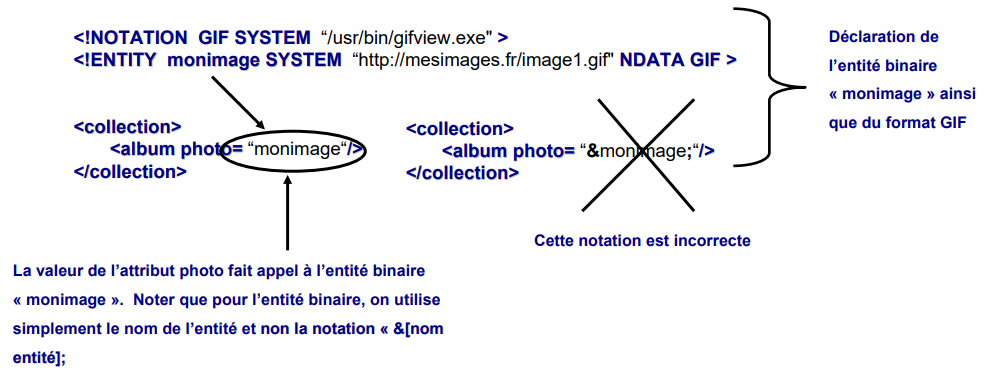 <!NOTATION GIF SYSTEM “/usr/bin/gifview.exe" >
<!ENTITY monimage SYSTEM “http://mesimages.fr/image1.gif" NDATA GIF >
Déclaration de
l’entité binaire
« monimage » ainsi
que du format GIF
<collection>
<album photo= “monimage“/>
</collection>
<collection>
<album photo= “&monimage;“/>
</collection>
Cette notation est incorrecte
La valeur de l’attribut photo fait appel à l’entité binaire
« monimage ». Noter que pour l’entité binaire, on utilise
simplement le nom de l’entité et non la notation « &[nom
entité];